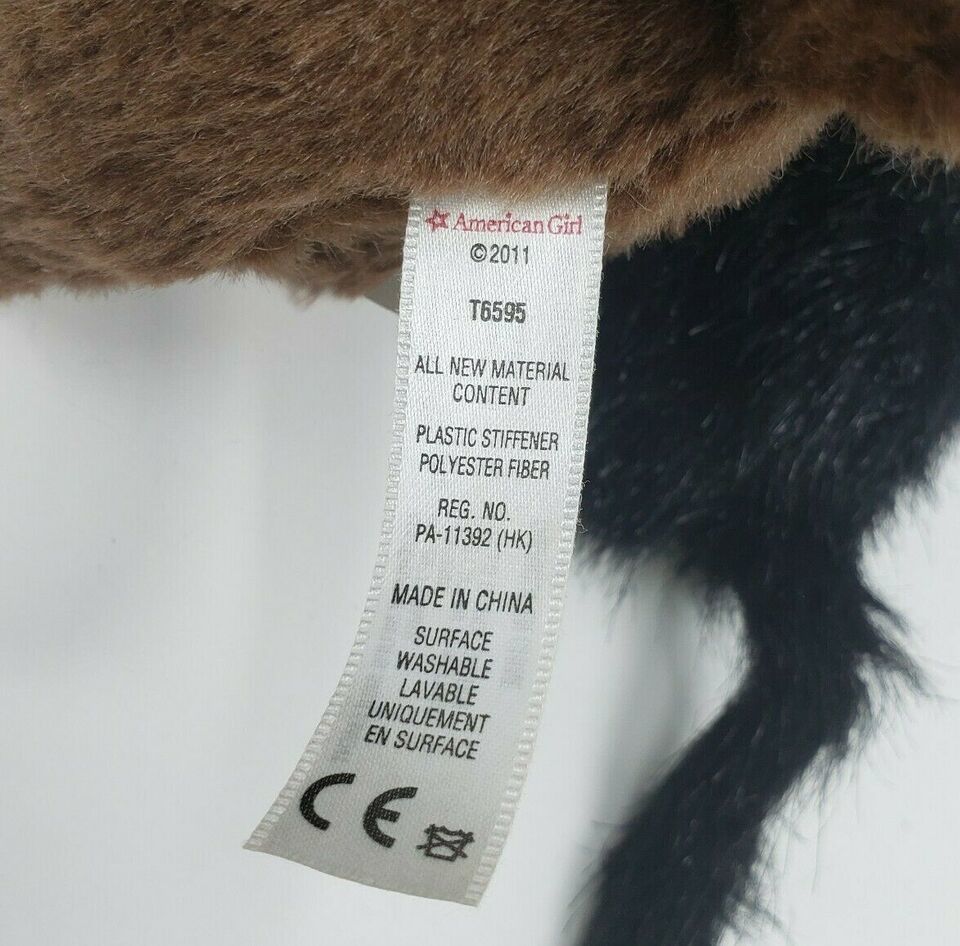 American Girl
©2011
T6595
ALL NEW MATERIAL
CONTENT
PLASTIC STIFFENER
POLYESTER FIBER
REG. NO.
PA-11392 (HK)
MADE IN CHINA
SURFACE
WASHABLE
LAVABLE
UNIQUEMENT
EN SURFACE
CE